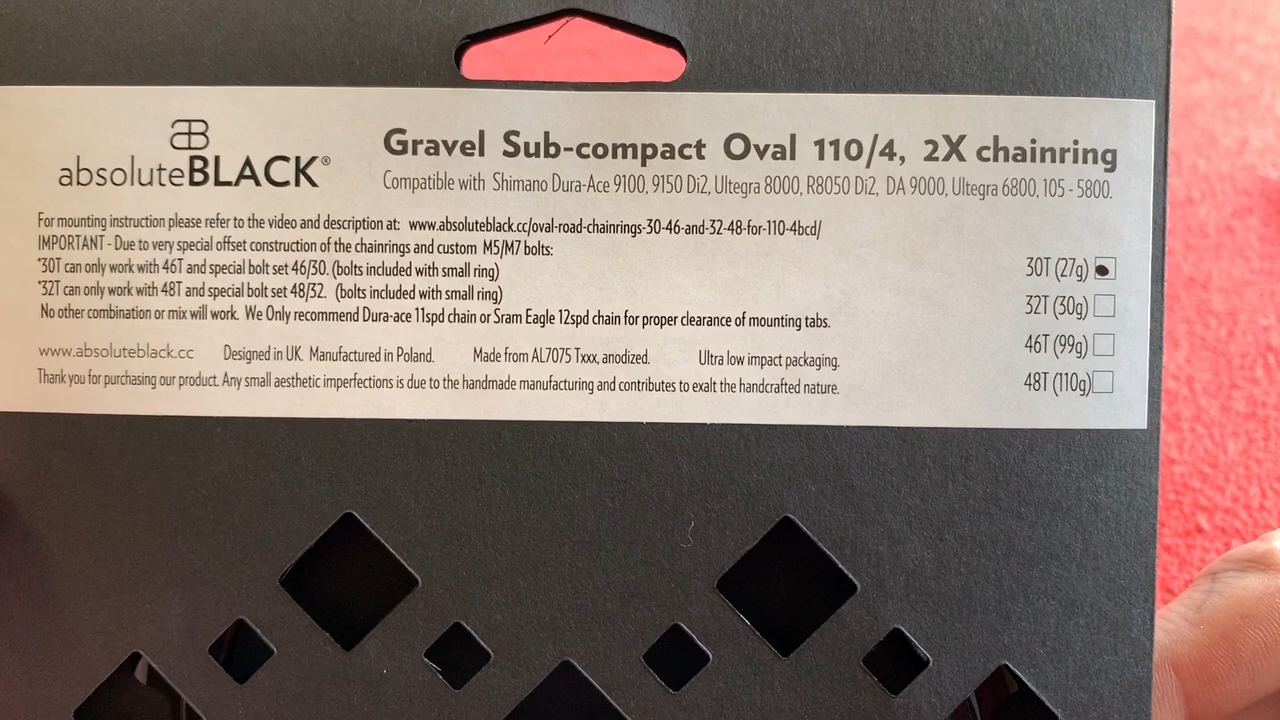 absoluteBLACK®
Gravel Sub-compact Oval 110/4, 2X chainring
Compatible with Shimano Dura-Ace 9100, 9150 Di2, Ultegra 8000, R8050 Di2, DA 9000, Ultegra 6800, 105 - 5800.
For mounting instruction please refer to the video and description at: www.absoluteblack.cc/oval-road-chainrings-30-46-and-32-48-for-110-4bcd/
IMPORTANT - Due to very special offset construction of the chainrings and custom M5/M7 bolts:
*30T can only work with 46T and special bolt set 46/30. (bolts included with small ring)
*32T can only work with 48T and special bolt set 48/32. (bolts included with small ring)
No other combination or mix will work. We Only recommend Dura-ace 11spd chain or Sram Eagle 12spd chain for proper clearance of mounting tabs.
www.absoluteblack.cc Designed in UK. Manufactured in Poland. Made from AL7075 Txxx, anodized. Ultra low impact packaging.
Thank you for purchasing our product. Any small aesthetic imperfections is due to the handmade manufacturing and contributes to exalt the handcrafted nature.
30T (27g)
32T (30g)
46T (99g)
48T (110g)